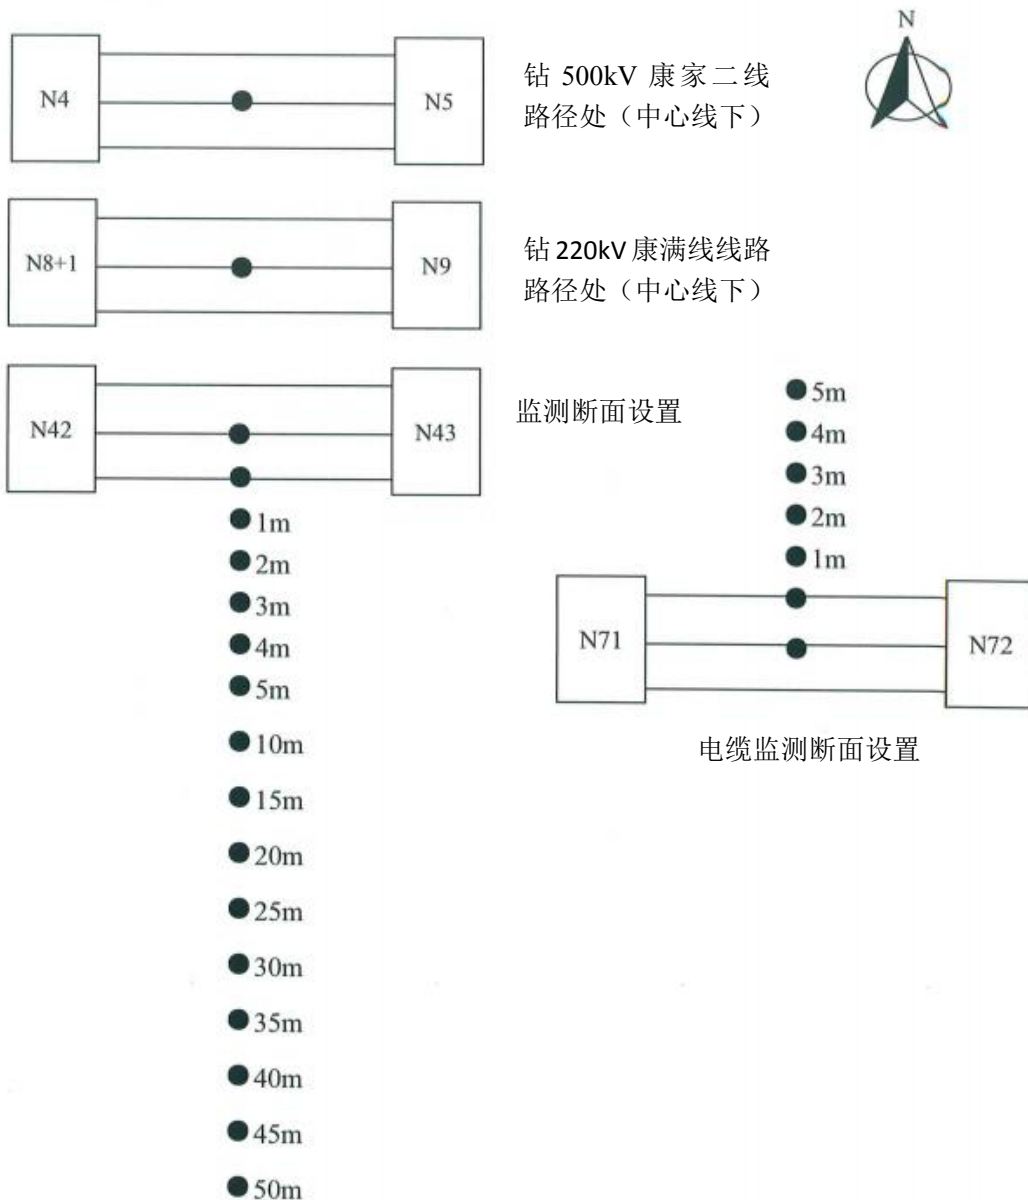 N
N4
N5
钻 500kV 康家二线
路径处（中心线下）
N8+1
N9
钻 220kV 康满线线路
路径处（中心线下）
N42
N43
监测断面设置
1m
2m
3m
4m
5m
10m
15m
20m
25m
30m
35m
40m
45m
50m
5m
4m
3m
2m
1m
N71
N72
电缆监测断面设置